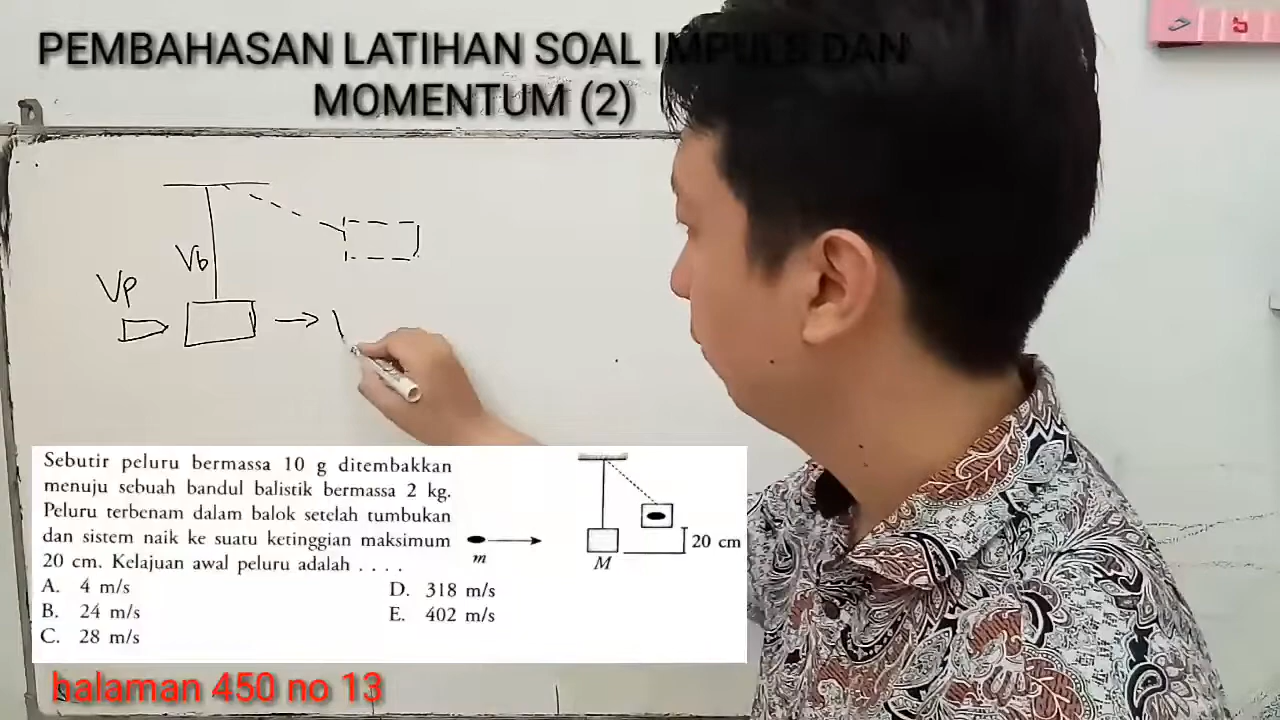 PEMBAHASAN LATIHAN SOAL IMPULS DAN
MOMENTUM (2)
Vb
Vp
Sebutir peluru bermassa 10 g ditembakkan
menuju sebuah bandul balistik bermassa 2 kg.
Peluru terbenam dalam balok setelah tumbukan
dan sistem naik ke suatu ketinggian maksimum
20 cm. Kelajuan awal peluru adalah . . . .
A. 4 m/s
B. 24 m/s
C. 28 m/s
D. 318 m/s
E. 402 m/s
m
M
20 cm
halaman 450 no 13